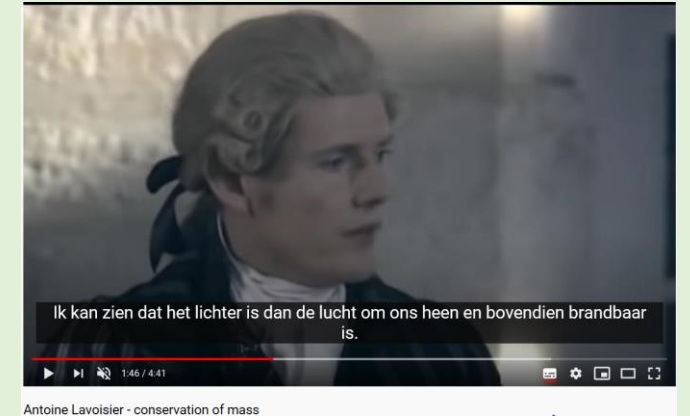 Ik kan zien dat het lichter is dan de lucht om ons heen en bovendien brandbaar
is.
1:46 / 4:41
Antoine Lavoisier - conservation of mass